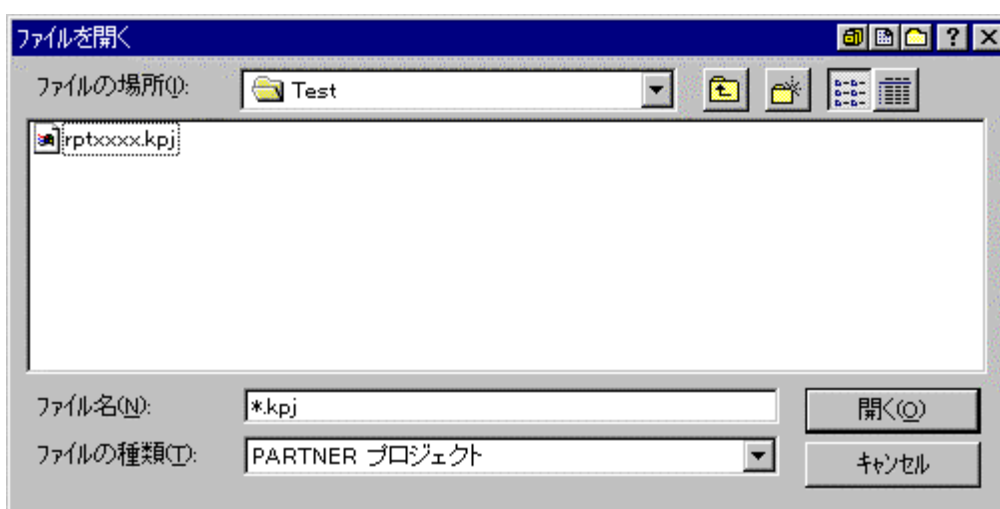 ファイルを開く
ファイルの場所(I):
Test
rptxxxx.kpj
ファイル名(N):
*.kpj
開く(O)
ファイルの種類(T):
PARTNER プロジェクト
キャンセル